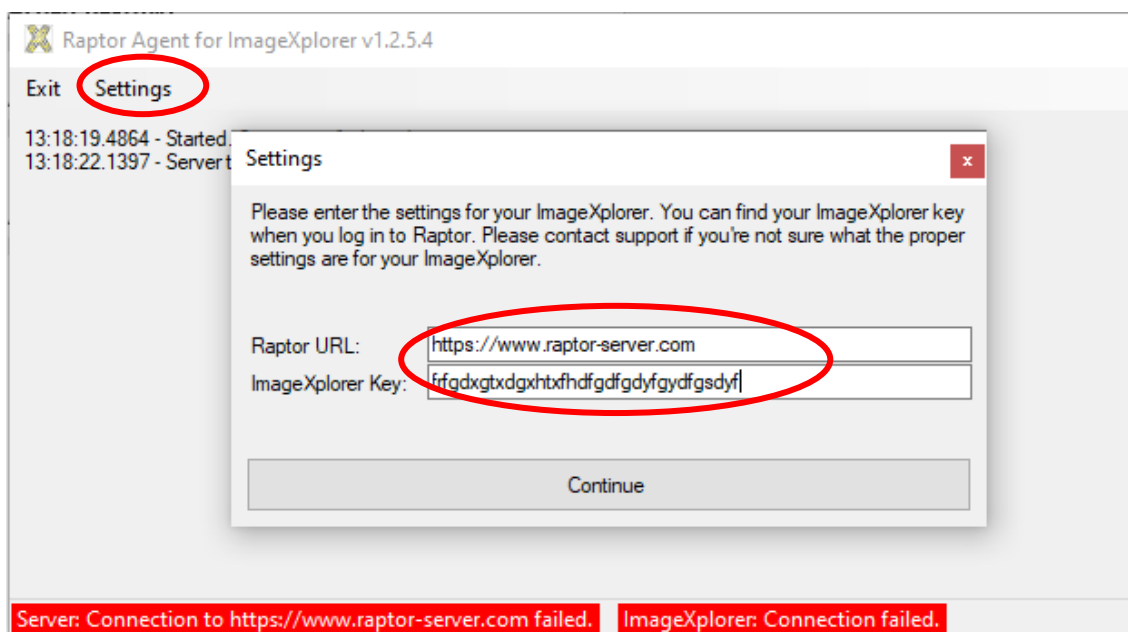 Raptor Agent for ImageXplorer v1.2.5.4
Exit Settings
13:18:19.4864 - Started.
13:18:22.1397 - Server t
Settings
x
Please enter the settings for your ImageXplorer. You can find your ImageXplorer key
when you log in to Raptor. Please contact support if you're not sure what the proper
settings are for your ImageXplorer.
Raptor URL: https://www.raptor-server.com
ImageXplorer Key: frfgdxgtxdgxhtxfhdfgdfgdyfgydfgsdyf
Continue
Server: Connection to https://www.raptor-server.com failed. ImageXplorer: Connection failed.